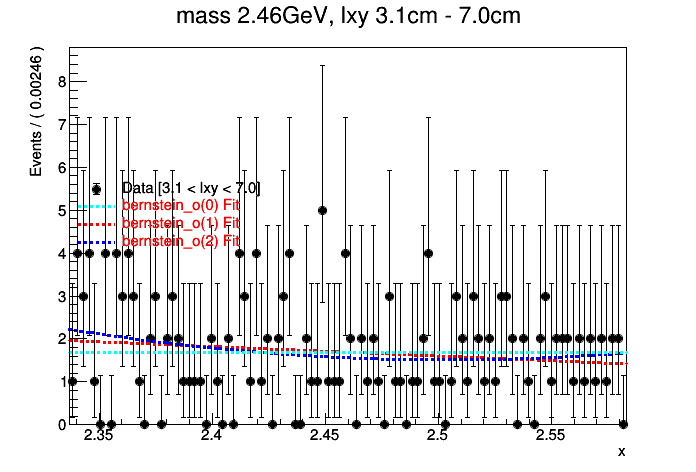 mass 2.46GeV, lxy 3.1cm - 7.0cm
Events / ( 0.00246 )
8
7
6
5
4
3
2
1
0
Data [3.1 < lxy < 7.0]
bernstein_o(0) Fit
bernstein_o(1) Fit
bernstein_o(2) Fit
2.35 2.4 2.45 2.5 2.55
x